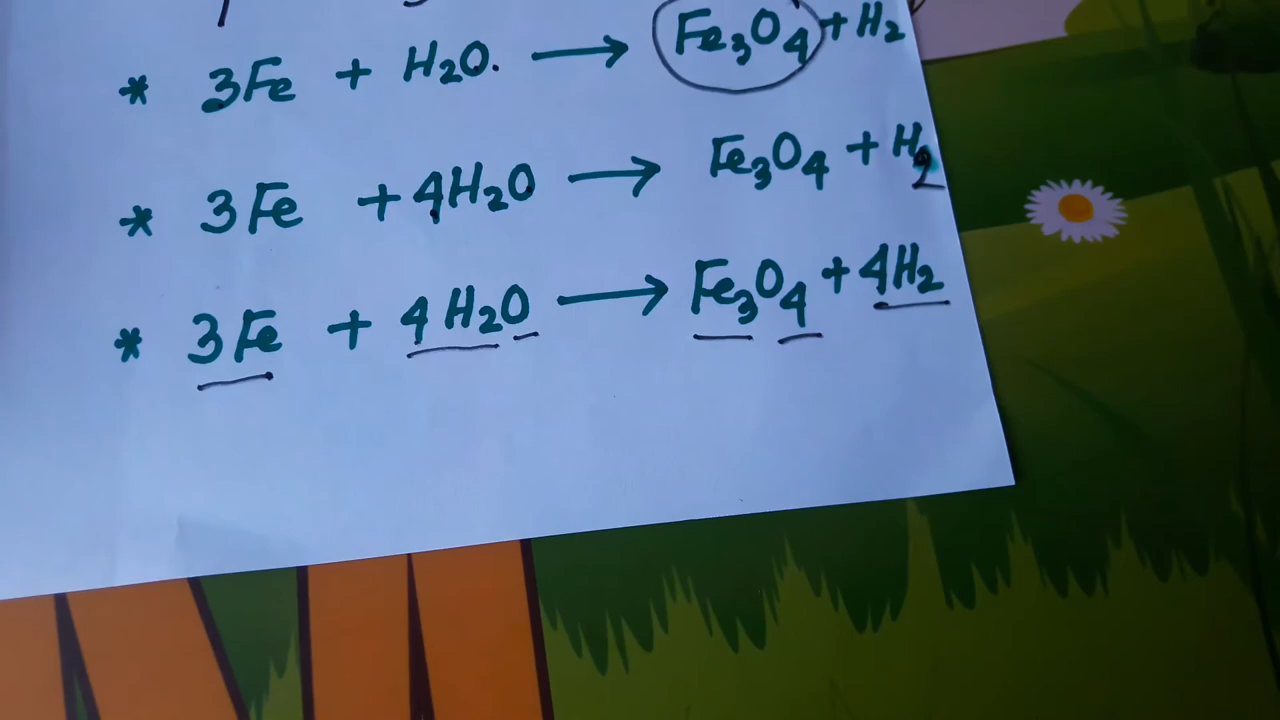 * 3Fe + H₂O. ⟶ Fe₃O₄ + H₂
* 3Fe + 4H₂O ⟶ Fe₃O₄ + H₂
* 3Fe + 4H₂O ⟶ Fe₃O₄ + 4H₂